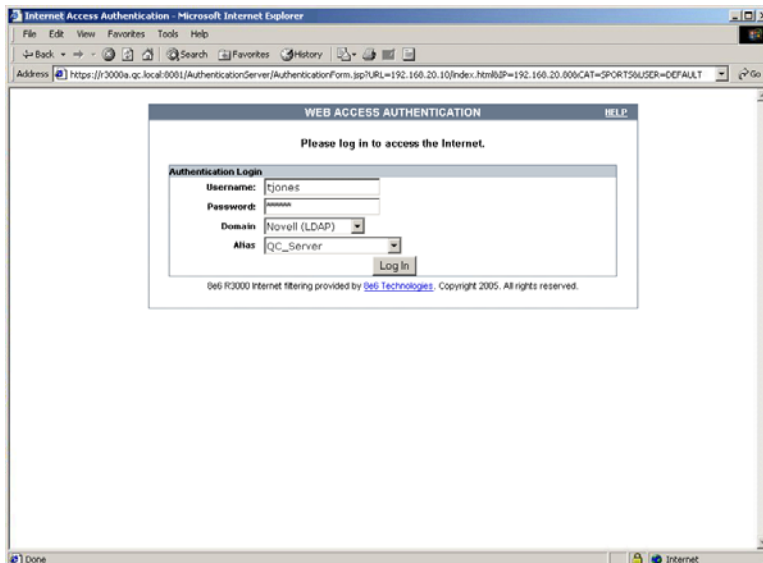 Internet Access Authentication - Microsoft Internet Explorer
File Edit View Favorites Tools Help
Back Search Favorites History
Address https://r3000a.qc.local:8081/AuthenticationServer/AuthenticationForm.jsp?URL=192.168.20.10/index.html&IP=192.168.20.80&CAT=SPORTS&USER=DEFAULT Go
WEB ACCESS AUTHENTICATION HELP
Please log in to access the Internet.
Authentication Login
Username: tjones
Password: ******
Domain Novell (LDAP)
Alias QC_Server
Log In
8e6 R3000 Internet filtering provided by 8e6 Technologies. Copyright 2005. All rights reserved.
Done Internet